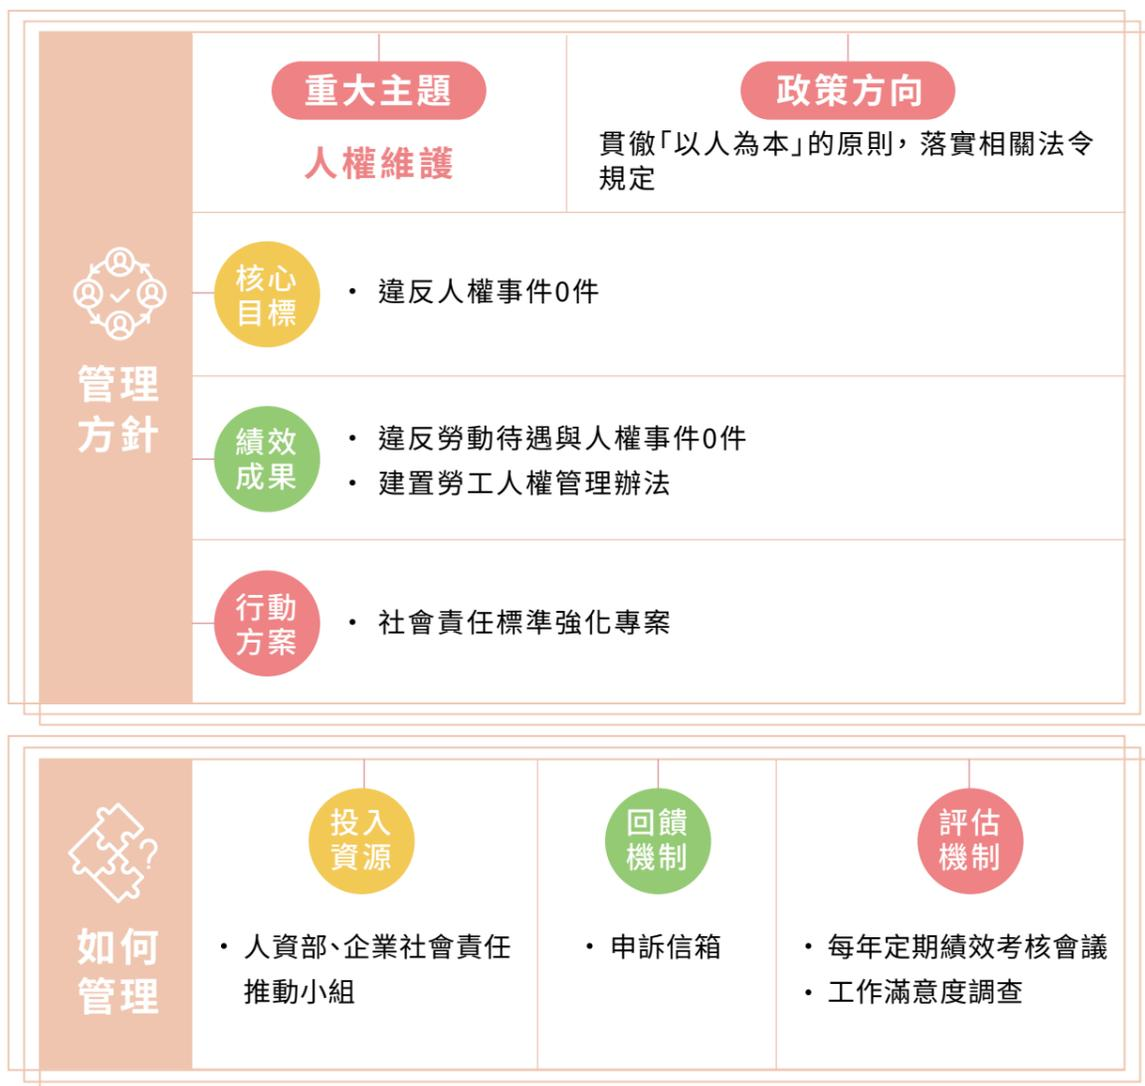 管理
方針
重大主題
人權維護
政策方向
貫徹「以人為本」的原則，落實相關法令
規定
核心
目標
• 違反人權事件0件
績效
成果
• 違反勞動待遇與人權事件0件
• 建置勞工人權管理辦法
行動
方案
• 社會責任標準強化專案
如何
管理
投入
資源
• 人資部、企業社會責任
推動小組
回饋
機制
• 申訴信箱
評估
機制
• 每年定期績效考核會議
• 工作滿意度調查